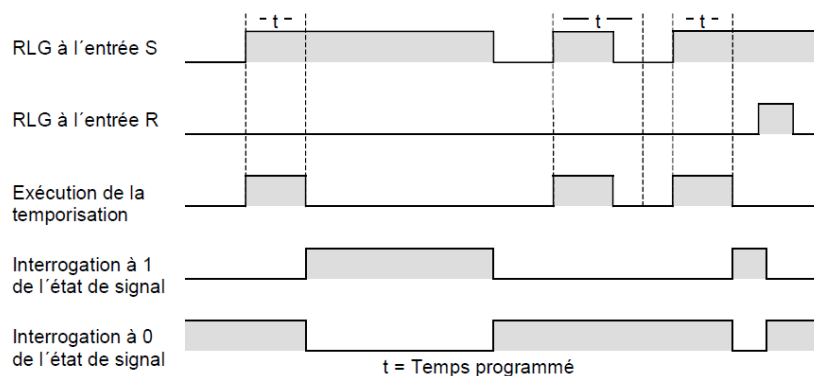 t
t
t
RLG à l´entrée S
RLG à l´entrée R
Exécution de la
temporisation
Interrogation à 1
de l´état de signal
Interrogation à 0
de l´état de signal
t = Temps programmé